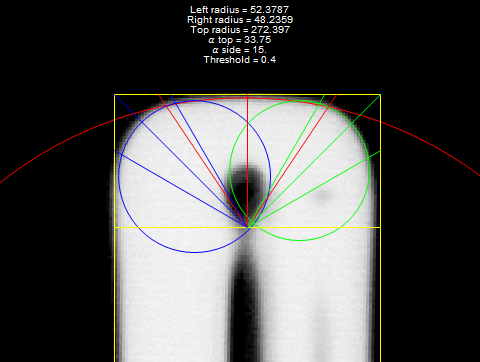 Left radius = 52.3787
Right radius = 48.2359
Top radius = 272.397
α top = 33.75
α side = 15.
Threshold = 0.4